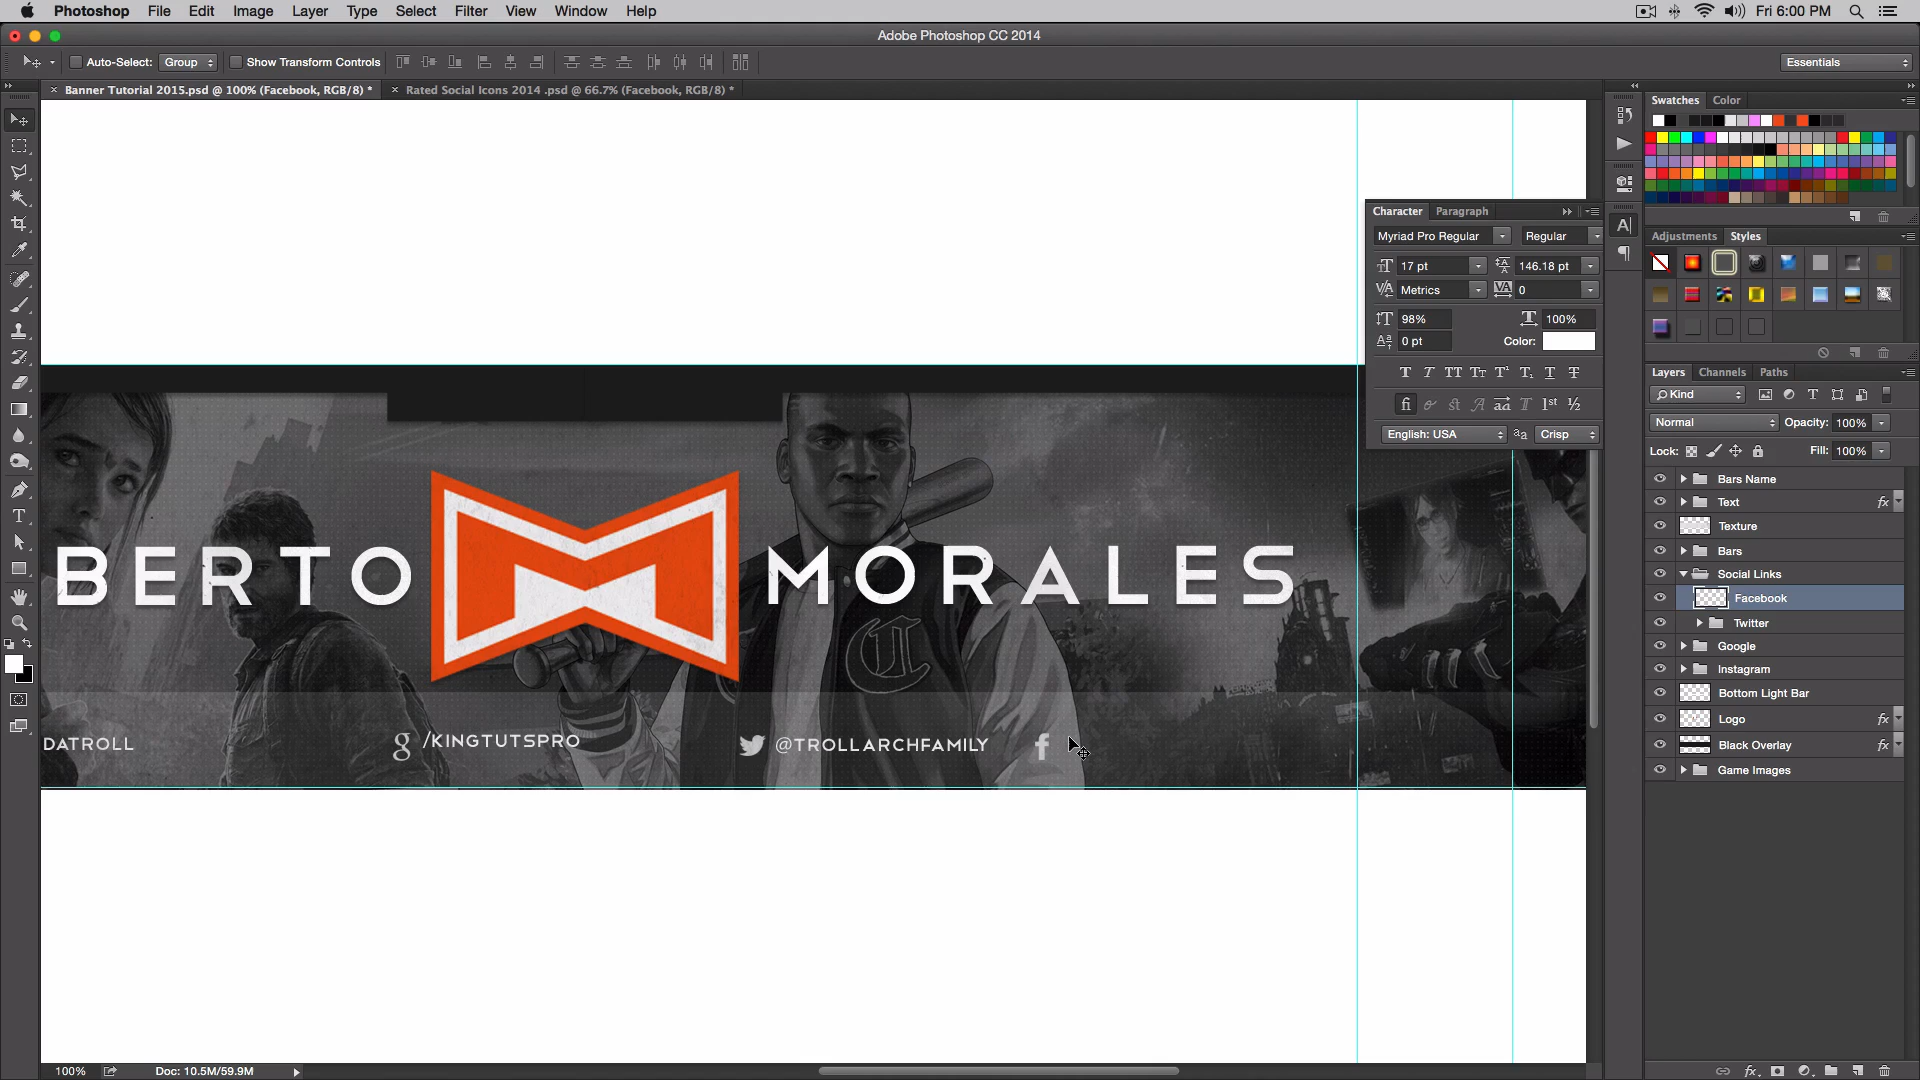 Photoshop File Edit Image Layer Type Select Filter View Window Help Fri 6:00 PM
Adobe Photoshop CC 2014
Auto-Select: Group Show Transform Controls Essentials
Banner Tutorial 2015.psd @ 100% (Facebook, RGB/8) * Rated Social Icons 2014 .psd @ 66.7% (Facebook, RGB/8) *
Swatches Color
Character Paragraph
Myriad Pro Regular Regular
17 pt 146.18 pt
Metrics 0
98% 100%
0 pt Color:
English: USA Crisp
Adjustments Styles
Layers Channels Paths
Kind
Normal Opacity: 100%
Lock: Fill: 100%
Bars Name
Text fx
Texture
Bars
Social Links
Facebook
Twitter
Google
Instagram
Bottom Light Bar
Logo fx
Black Overlay fx
Game Images
BERTO MORALES
DATROLL
g /KINGTUTSPRO
@TROLLARCHFAMILY f
100% Doc: 10.5M/59.9M